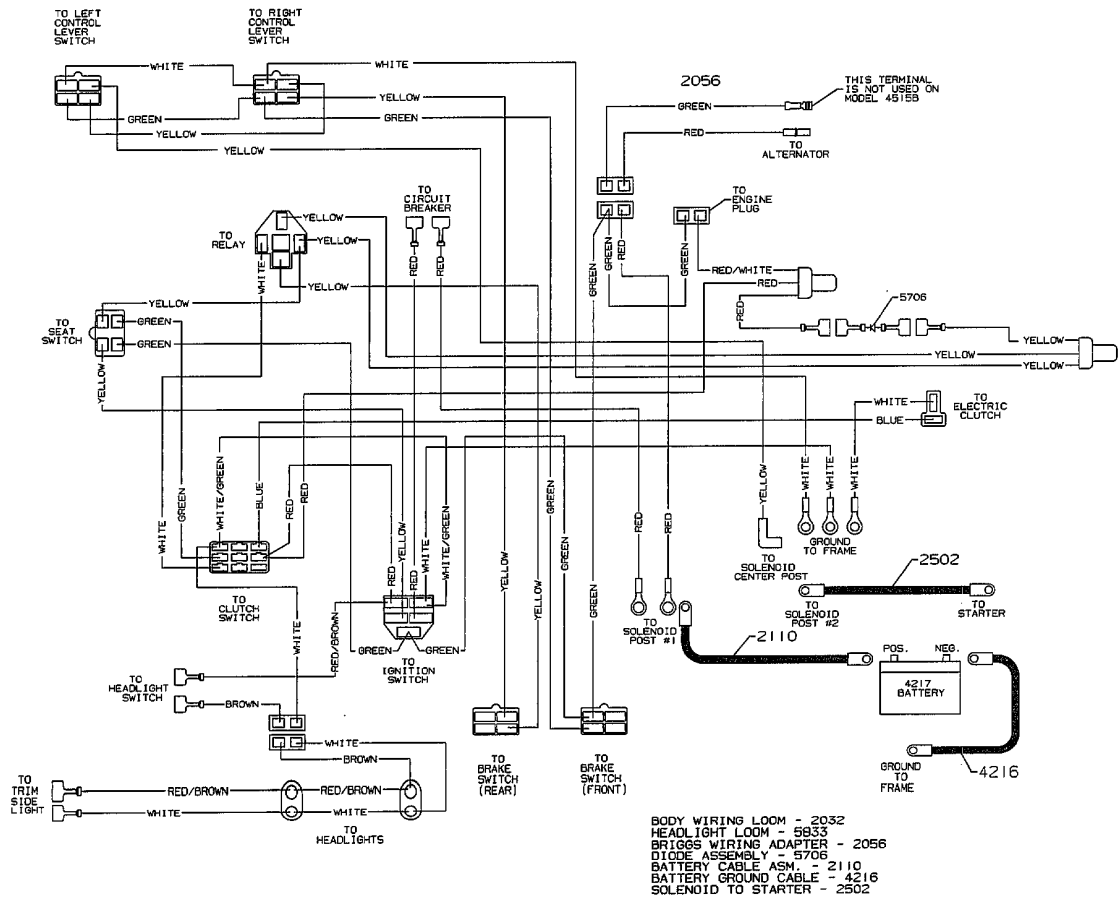 TO LEFT
CONTROL
LEVER
SWITCH
TO RIGHT
CONTROL
LEVER
SWITCH
WHITE
WHITE
YELLOW
GREEN
GREEN
YELLOW
YELLOW
2056
GREEN
THIS TERMINAL
IS NOT USED ON
MODEL 4515B
RED
TO
ALTERNATOR
TO
CIRCUIT
BREAKER
TO
ENGINE
PLUG
TO
RELAY
YELLOW
YELLOW
YELLOW
WHITE
RED
RED
GREEN
GREEN
RED
GREEN
RED/WHITE
RED
RED
5706
YELLOW
YELLOW
YELLOW
TO
SEAT
SWITCH
YELLOW
GREEN
GREEN
YELLOW
WHITE
BLUE
TO
ELECTRIC
CLUTCH
WHITE
GREEN
WHITE/GREEN
BLUE
RED
RED
TO
CLUTCH
SWITCH
RED
YELLOW
RED
WHITE
WHITE/GREEN
GREEN
GREEN
TO
IGNITION
SWITCH
YELLOW
YELLOW
GREEN
GREEN
GREEN
RED
RED
TO
SOLENOID
POST #1
YELLOW
WHITE
WHITE
WHITE
GROUND
TO FRAME
TO
SOLENOID
CENTER POST
2502
TO
SOLENOID
POST #2
TO
STARTER
2110
POS.
NEG.
4217
BATTERY
GROUND
TO
FRAME
4216
TO
HEADLIGHT
SWITCH
RED/BROWN
WHITE
BROWN
WHITE
BROWN
TO
TRIM
SIDE
LIGHT
RED/BROWN
RED/BROWN
WHITE
WHITE
TO
HEADLIGHTS
TO
BRAKE
SWITCH
(REAR)
TO
BRAKE
SWITCH
(FRONT)
BODY WIRING LOOM - 2032
HEADLIGHT LOOM - 5933
BRIGGS WIRING ADAPTER - 2056
DIODE ASSEMBLY - 5706
BATTERY CABLE ASM. - 2110
BATTERY GROUND CABLE - 4216
SOLENOID TO STARTER - 2502